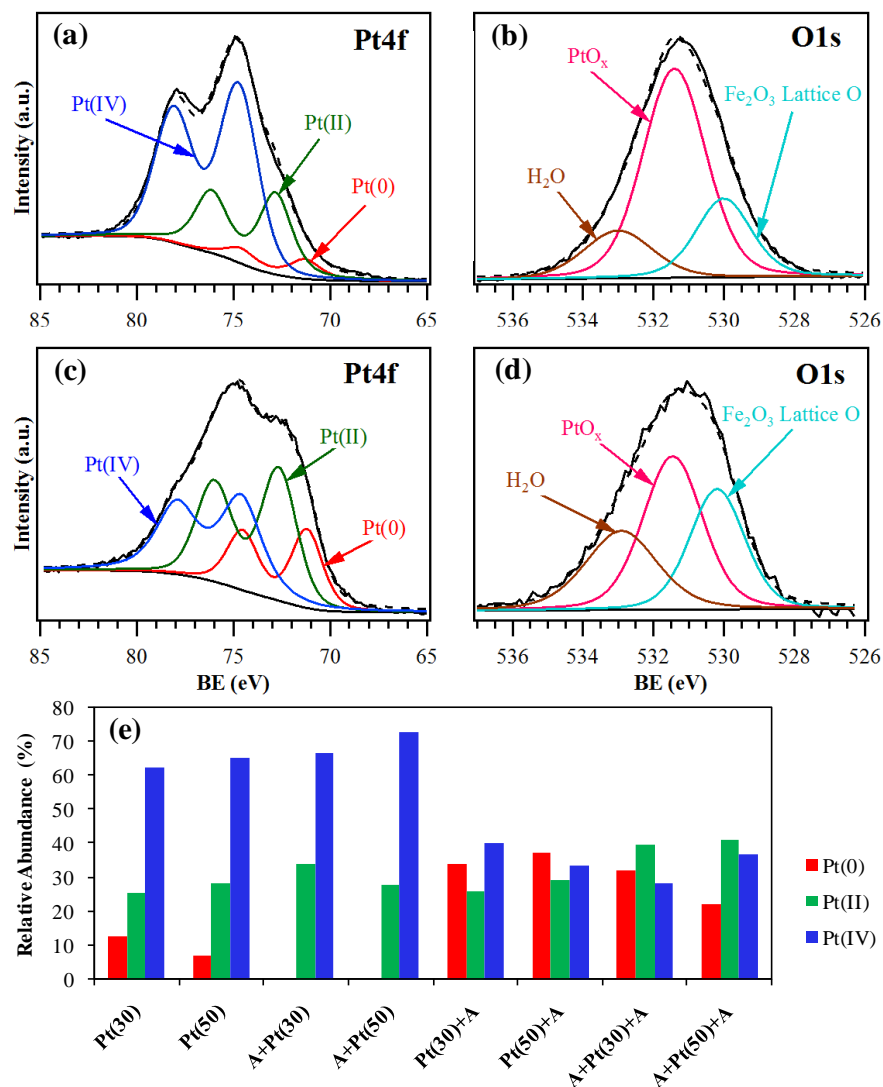 (a) Pt4f
Pt(IV)
Pt(II)
Pt(0)
Intensity (a.u.)
85 80 75 70 65
(b) O1s
PtOx
Fe2O3 Lattice O
H2O
536 534 532 530 528 526
(c) Pt4f
Pt(IV)
Pt(II)
Pt(0)
Intensity (a.u.)
85 80 75 70 65
BE (eV)
(d) O1s
PtOx
Fe2O3 Lattice O
H2O
536 534 532 530 528 526
BE (eV)
(e)
Relative Abundance (%)
80
70
60
50
40
30
20
10
0
Pt(30) Pt(50) A+Pt(30) A+Pt(50) Pt(30)+A Pt(50)+A A+Pt(30)+A A+Pt(50)+A
Pt(0)
Pt(II)
Pt(IV)